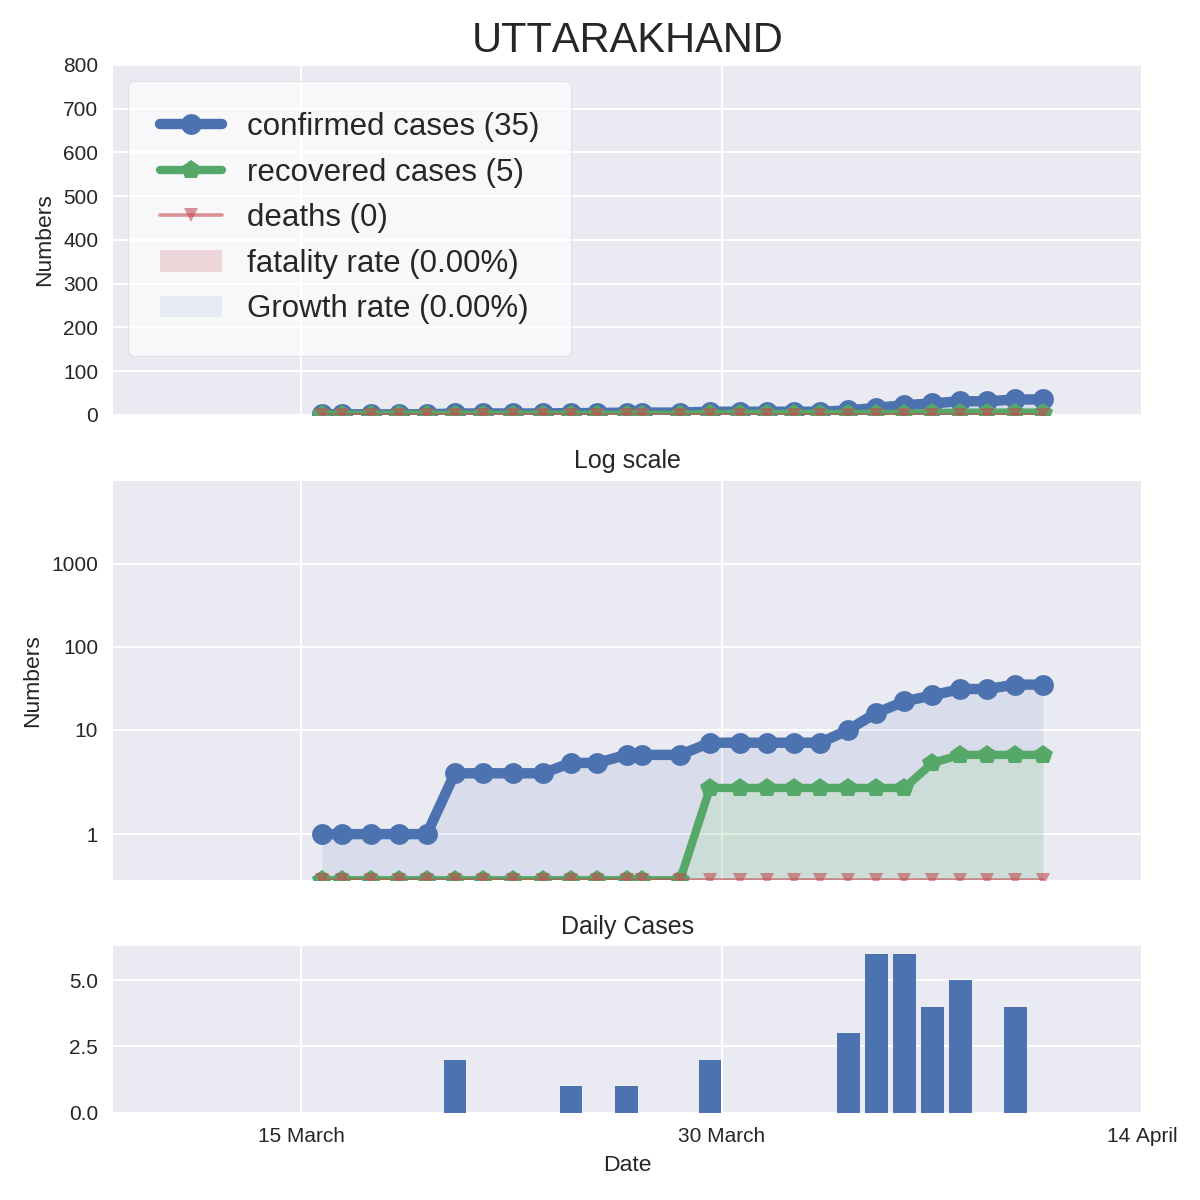 UTTARAKHAND
800
700
600
500
400
300
200
100
0
Numbers
confirmed cases (35)
recovered cases (5)
deaths (0)
fatality rate (0.00%)
Growth rate (0.00%)
Log scale
1000
100
10
1
Numbers
Daily Cases
5.0
2.5
0.0
15 March
30 March
14 April
Date